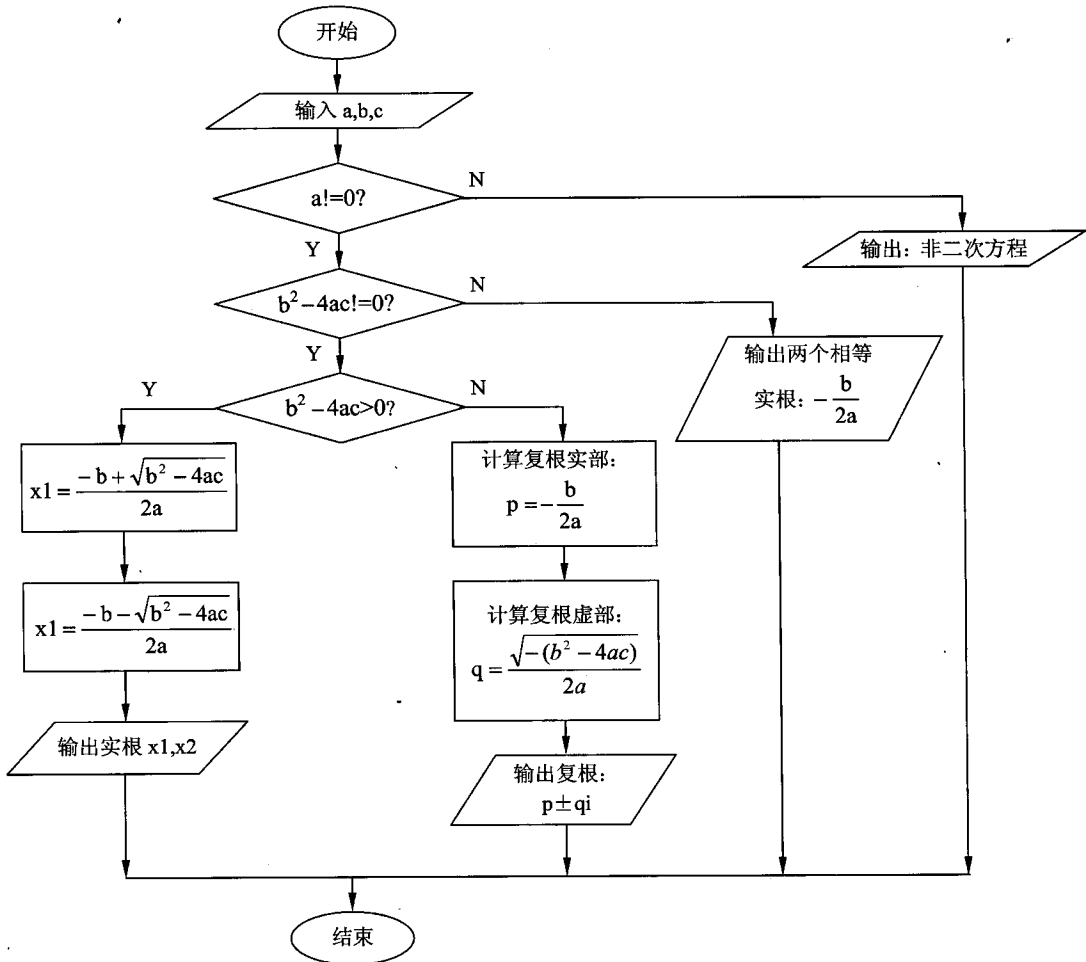 开始
输入 a,b,c
a!=0?
N
Y
输出：非二次方程
b²－4ac!=0?
N
Y
输出两个相等
实根：－b/2a
b²－4ac>0?
Y
N
x1=(－b+√(b²－4ac))/2a
计算复根实部：
p=－b/2a
x1=(－b－√(b²－4ac))/2a
计算复根虚部：
q=√(－(b²－4ac))/2a
输出实根 x1,x2
输出复根：
p±qi
结束